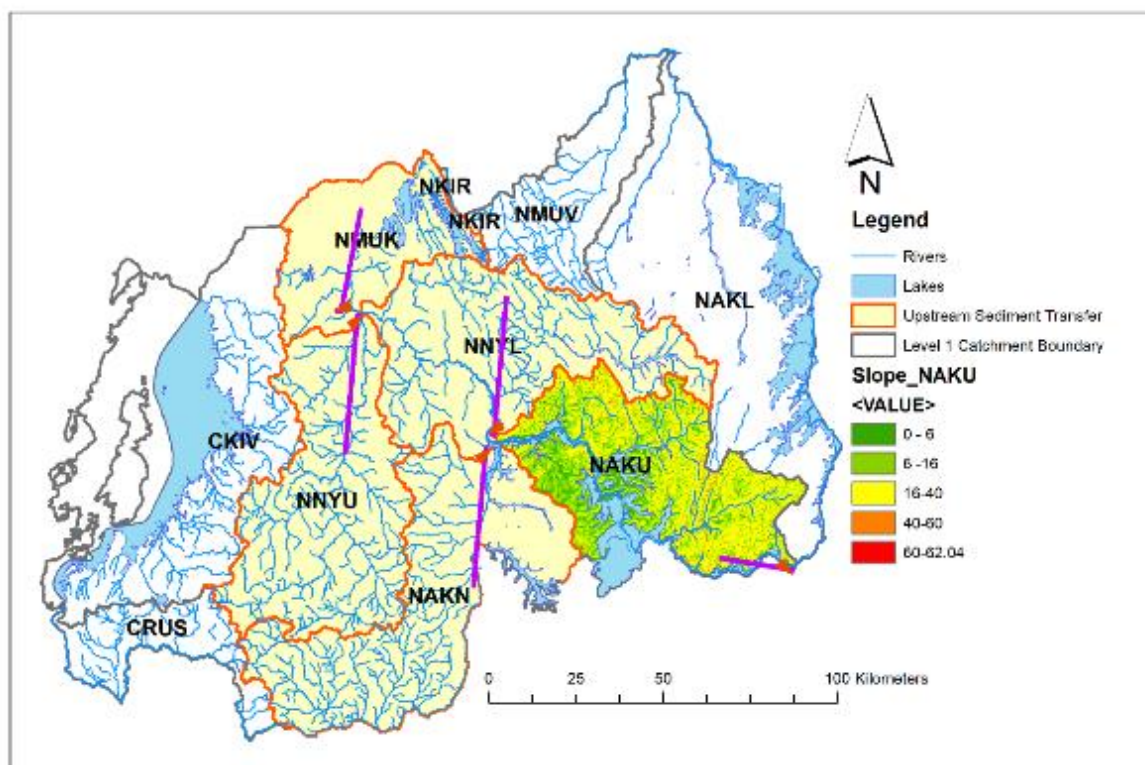 NKIR
NKIR
NMUV
NMUK
NAKL
NNYL
CKIV
NAKU
NNYU
NAKN
CRUS
N
Legend
Rivers
Lakes
Upstream Sediment Transfer
Level 1 Catchment Boundary
Slope_NAKU
<VALUE>
0 - 6
6 -16
16-40
40-60
60-62.04
0 25 50 100 Kilometers